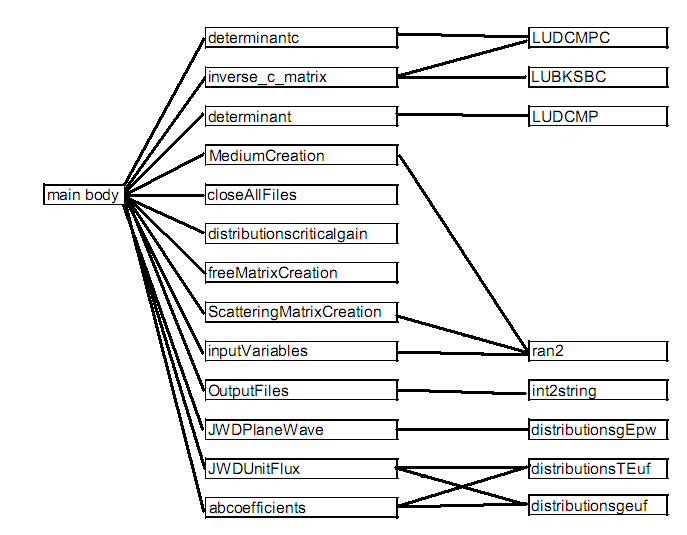 determinantc
LUDCMPC
inverse_c_matrix
LUBKSBC
determinant
LUDCMP
MediumCreation
main body
closeAllFiles
distributionscriticalgain
freeMatrixCreation
ScatteringMatrixCreation
inputVariables
ran2
OutputFiles
int2string
JWDPlaneWave
distributionsgEpw
JWDUnitFlux
distributionsTEuf
abcoefficients
distributionsgeuf